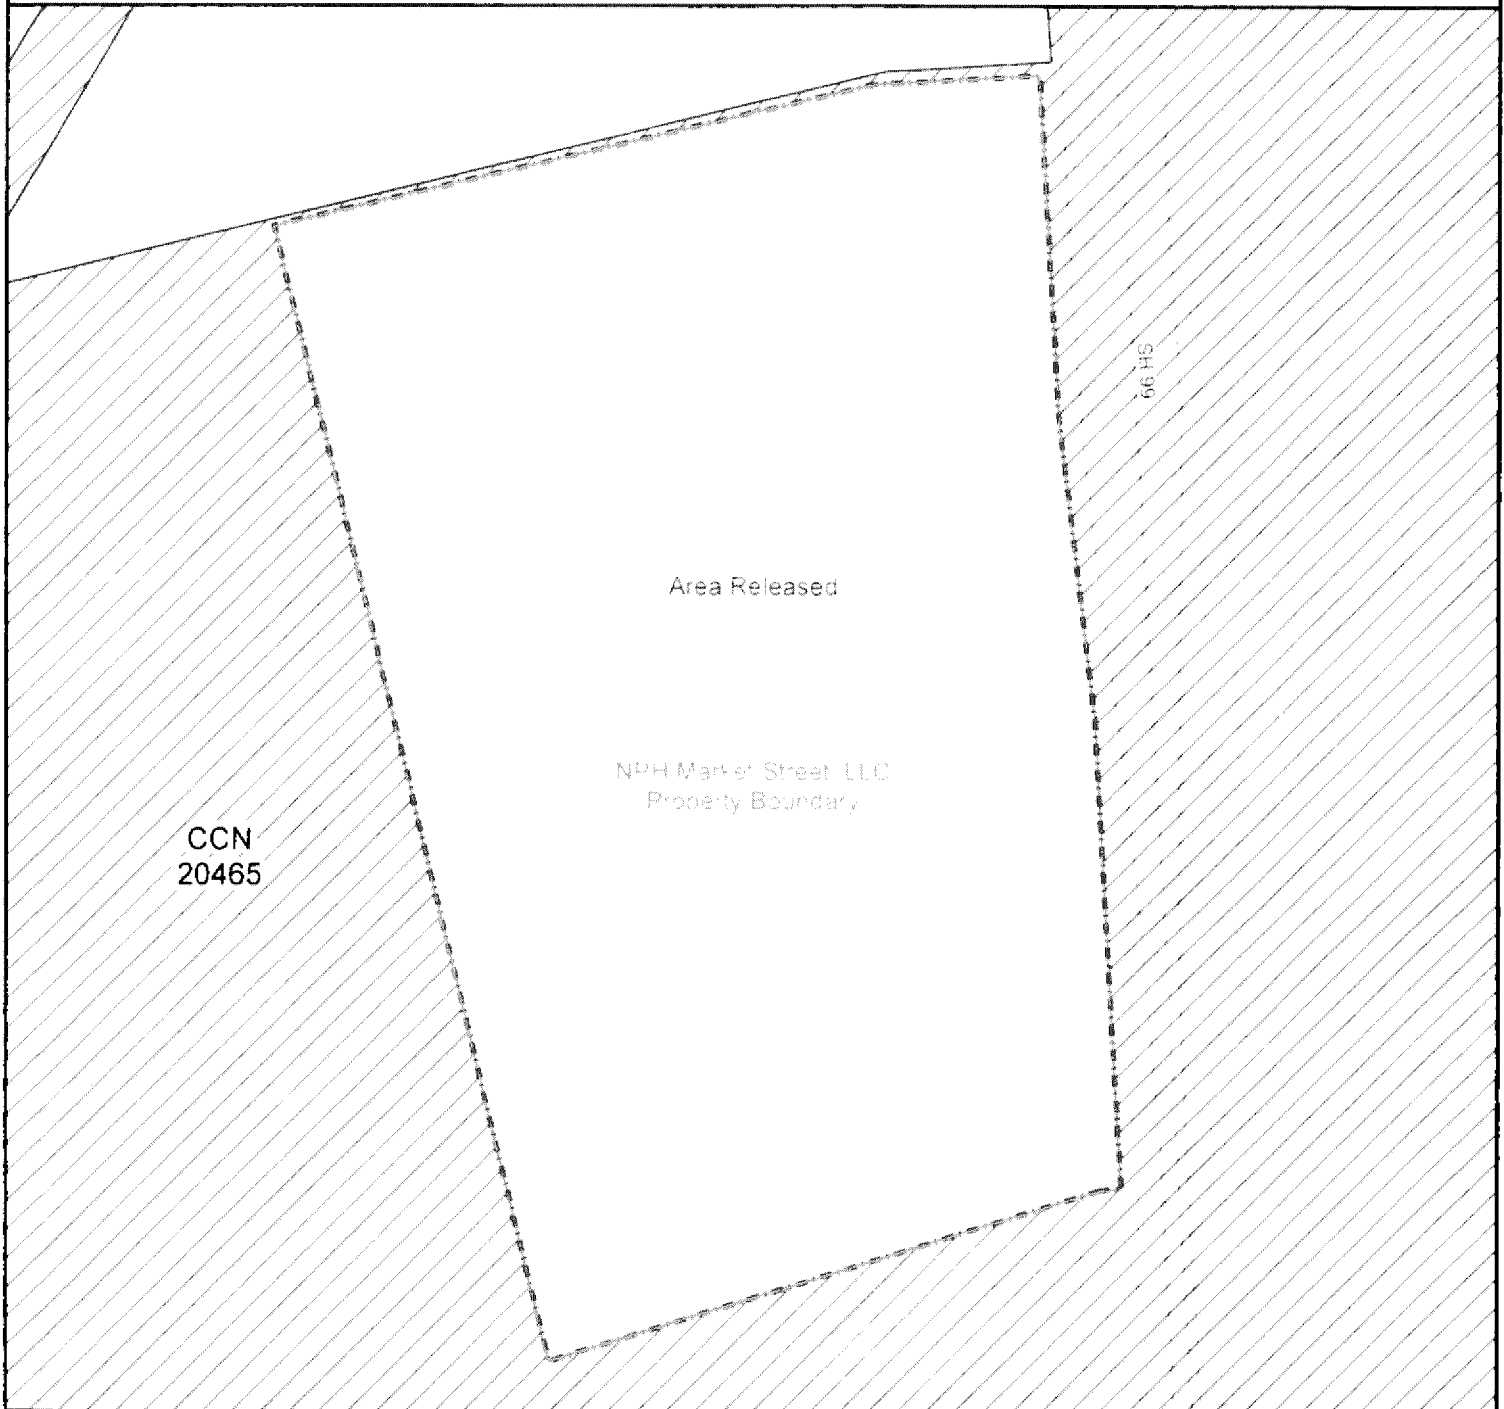 Area Released
NPH Market Street, LLC
Property Boundary
CCN
20465
SH 99